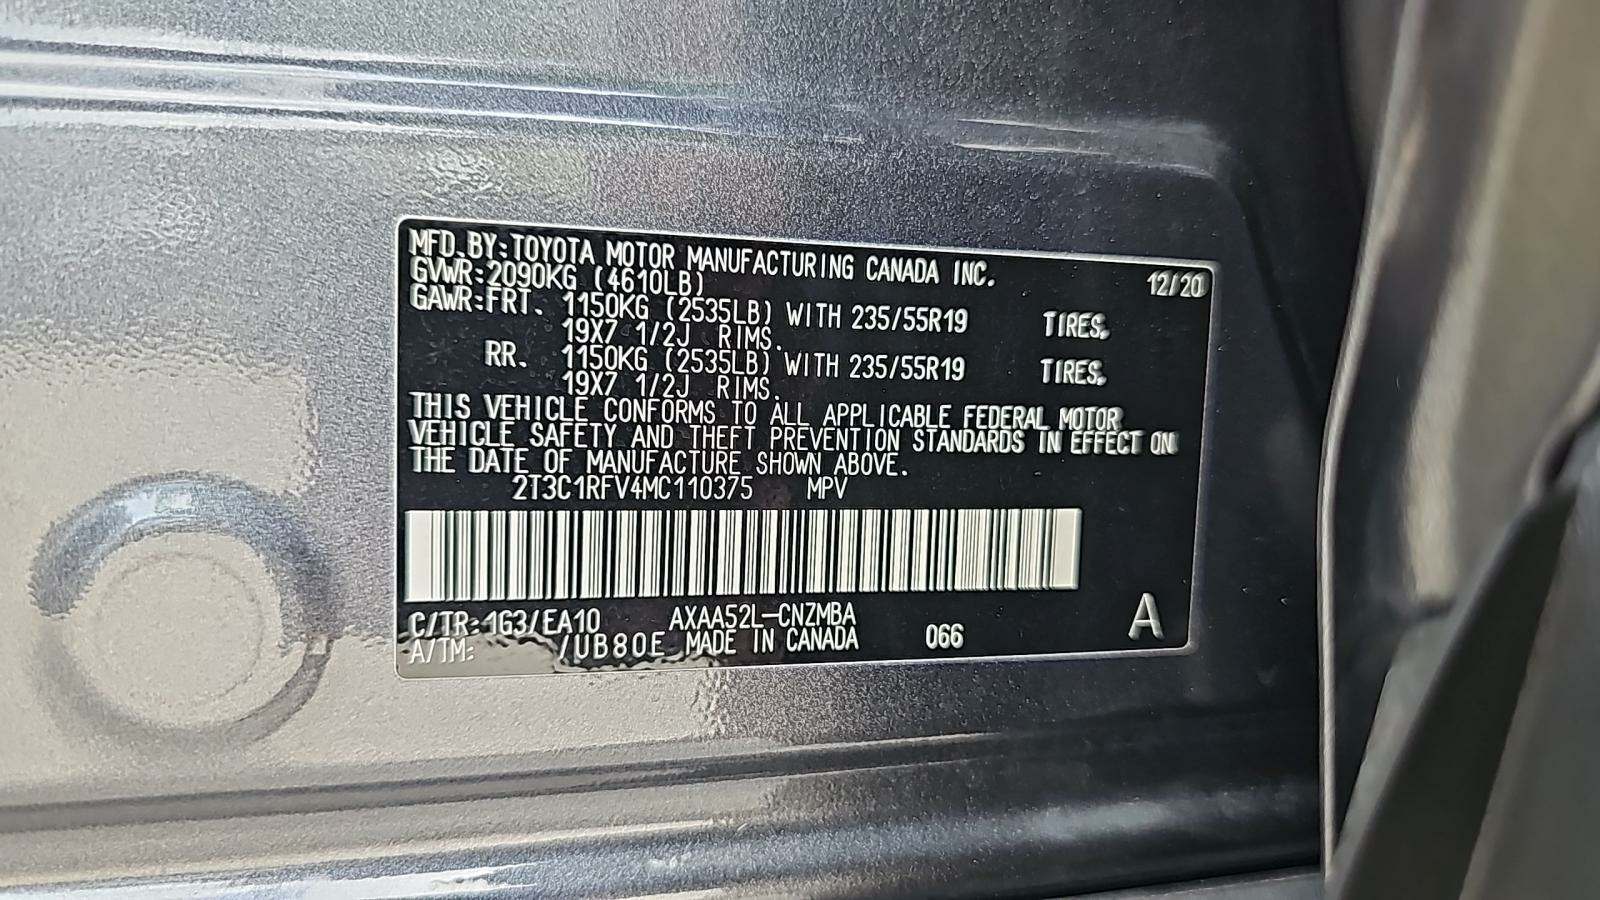 MFD. BY: TOYOTA MOTOR MANUFACTURING CANADA INC. 12/20
GVWR: 2090KG (4610LB)
GAWR: FRT. 1150KG (2535LB) WITH 235/55R19 TIRES,
19X7 1/2J RIMS.
RR. 1150KG (2535LB) WITH 235/55R19 TIRES,
19X7 1/2J RIMS.
THIS VEHICLE CONFORMS TO ALL APPLICABLE FEDERAL MOTOR
VEHICLE SAFETY AND THEFT PREVENTION STANDARDS IN EFFECT ON
THE DATE OF MANUFACTURE SHOWN ABOVE.
2T3C1RFV4MC110375 MPV
C/TR: 1G3/EA10 AXAA52L-CNZMBA
A/TM: /UB80E MADE IN CANADA 066 A